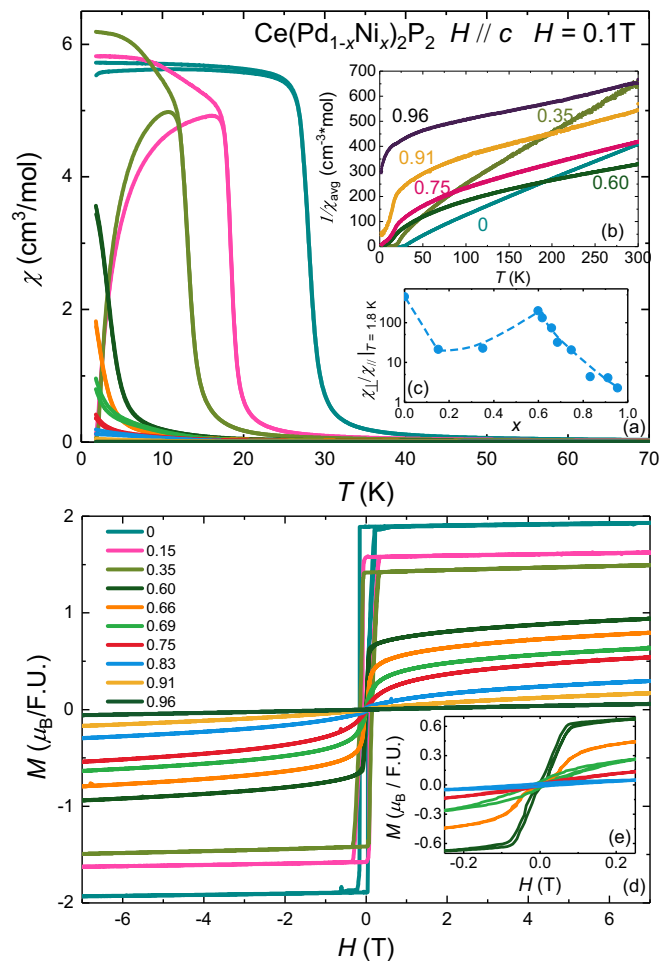 Ce(Pd1-xNix)2P2 H // c H = 0.1T
6
4
2
0
χ (cm3/mol)
0 10 20 30 40 50 60 70
T (K)
700
600
500
400
300
200
100
0
1/χavg (cm-3*mol)
0.96
0.35
0.91
0.75
0.60
0
(b)
0 50 100 150 200 250 300
T (K)
100
10
1
χ⊥/χ// |T = 1.8 K
(c)
0.0 0.2 0.4 0.6 0.8 1.0
x
(a)
2
1
0
-1
-2
M (μB/F.U.)
0
0.15
0.35
0.60
0.66
0.69
0.75
0.83
0.91
0.96
0.6
0.3
0.0
-0.3
-0.6
M (μB / F.U.)
(e)
-0.2 0.0 0.2
H (T)
(d)
-6 -4 -2 0 2 4 6
H (T)